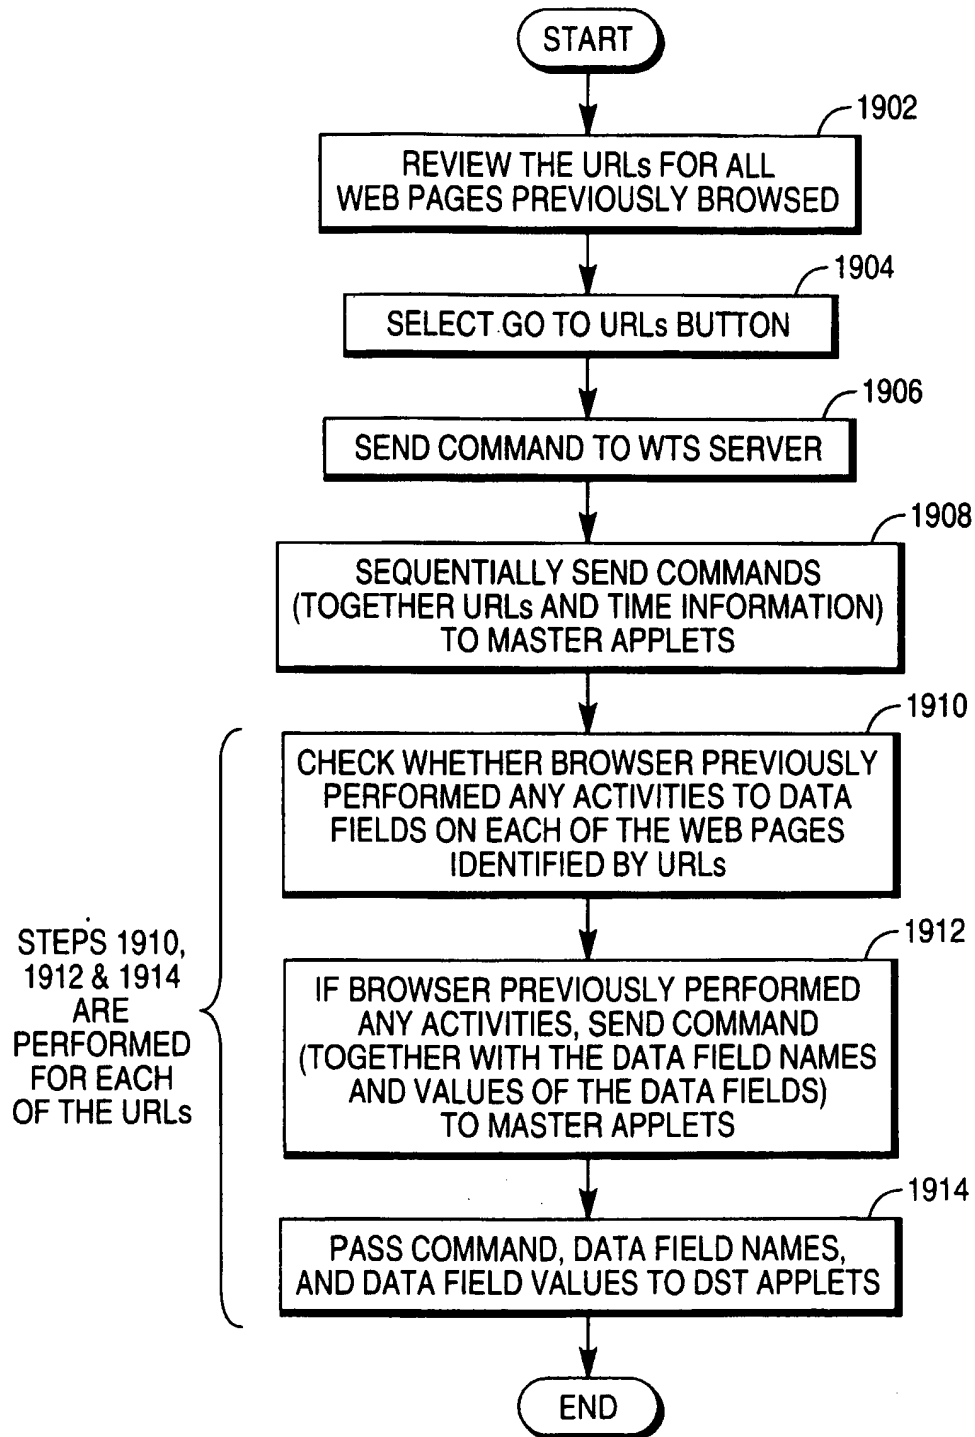 START
1902
REVIEW THE URLs FOR ALL
WEB PAGES PREVIOUSLY BROWSED
1904
SELECT GO TO URLs BUTTON
1906
SEND COMMAND TO WTS SERVER
1908
SEQUENTIALLY SEND COMMANDS
(TOGETHER URLs AND TIME INFORMATION)
TO MASTER APPLETS
1910
CHECK WHETHER BROWSER PREVIOUSLY
PERFORMED ANY ACTIVITIES TO DATA
FIELDS ON EACH OF THE WEB PAGES
IDENTIFIED BY URLs
STEPS 1910,
1912 & 1914
ARE
PERFORMED
FOR EACH
OF THE URLs
1912
IF BROWSER PREVIOUSLY PERFORMED
ANY ACTIVITIES, SEND COMMAND
(TOGETHER WITH THE DATA FIELD NAMES
AND VALUES OF THE DATA FIELDS)
TO MASTER APPLETS
1914
PASS COMMAND, DATA FIELD NAMES,
AND DATA FIELD VALUES TO DST APPLETS
END